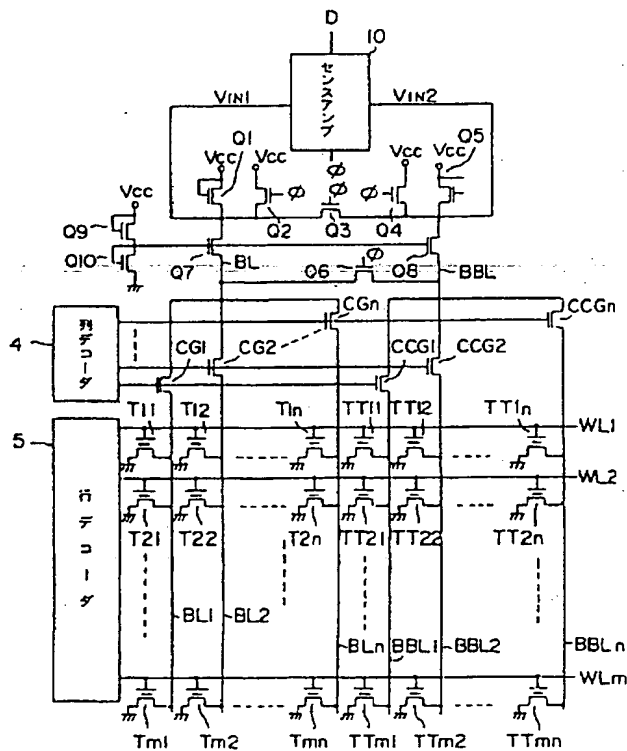 D
10
センスアンプ
VIN1
VIN2
Vcc
Q1
Vcc
Ø
Ø
Vcc
Q5
Vcc
Vcc
Q9
Q10
Ø
Q2
Q3
Ø
Q4
Q7
BL
Q6
Ø
Q8
BBL
4
列デコーダ
CGn
CCGn
CG1
CG2
CCG1
CCG2
5
行デコーダ
T11
T12
T1n
TT11
TT12
TT1n
WL1
WL2
T21
T22
T2n
TT21
TT22
TT2n
BL1
BL2
BLn
BBL1
BBL2
BBLn
WLm
Tm1
Tm2
Tmn
TTm1
TTm2
TTmn